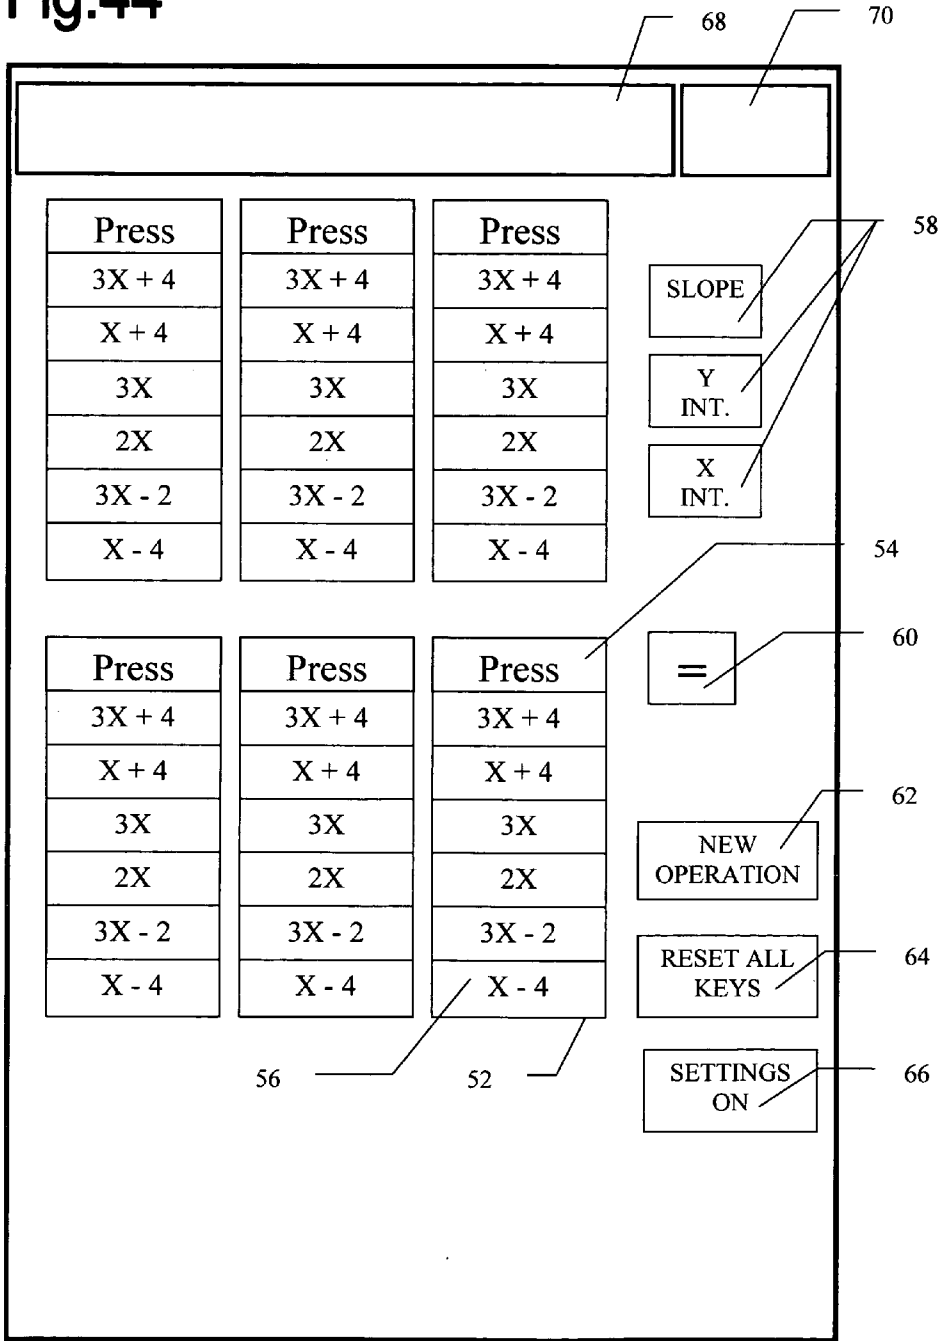 Fig.44
68
70
Press Press Press
3X + 4 3X + 4 3X + 4
X + 4 X + 4 X + 4
3X 3X 3X
2X 2X 2X
3X - 2 3X - 2 3X - 2
X - 4 X - 4 X - 4
58
SLOPE
Y
INT.
X
INT.
54
Press Press Press
3X + 4 3X + 4 3X + 4
X + 4 X + 4 X + 4
3X 3X 3X
2X 2X 2X
3X - 2 3X - 2 3X - 2
X - 4 X - 4 X - 4
=
60
62
NEW
OPERATION
RESET ALL
KEYS
64
SETTINGS
ON
66
56
52